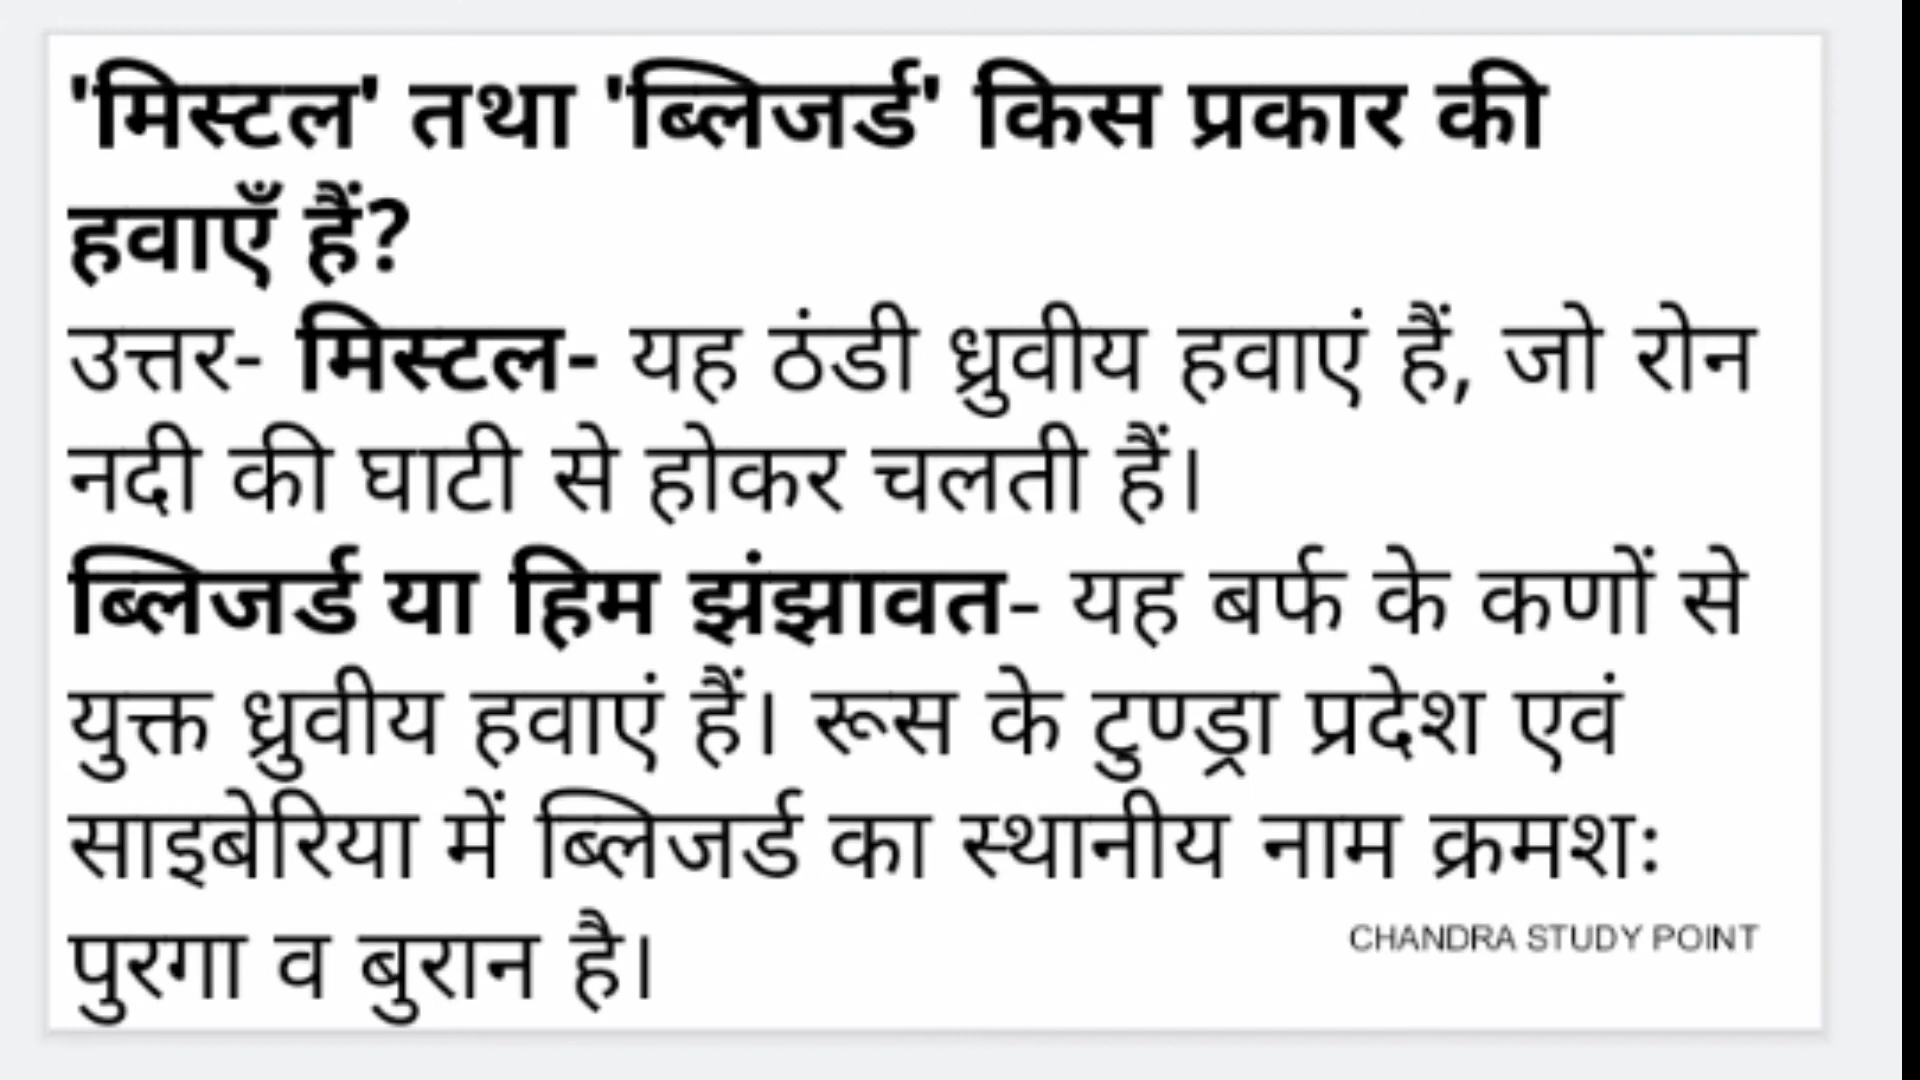 'मिस्टल' तथा 'ब्लिजर्ड' किस प्रकार की
हवाएँ हैं?
उत्तर- मिस्टल- यह ठंडी ध्रुवीय हवाएं हैं, जो रोन
नदी की घाटी से होकर चलती हैं।
ब्लिजर्ड या हिम झंझावत- यह बर्फ के कणों से
युक्त ध्रुवीय हवाएं हैं। रूस के टुण्ड्रा प्रदेश एवं
साइबेरिया में ब्लिजर्ड का स्थानीय नाम क्रमशः
पुरगा व बुरान है।
CHANDRA STUDY POINT